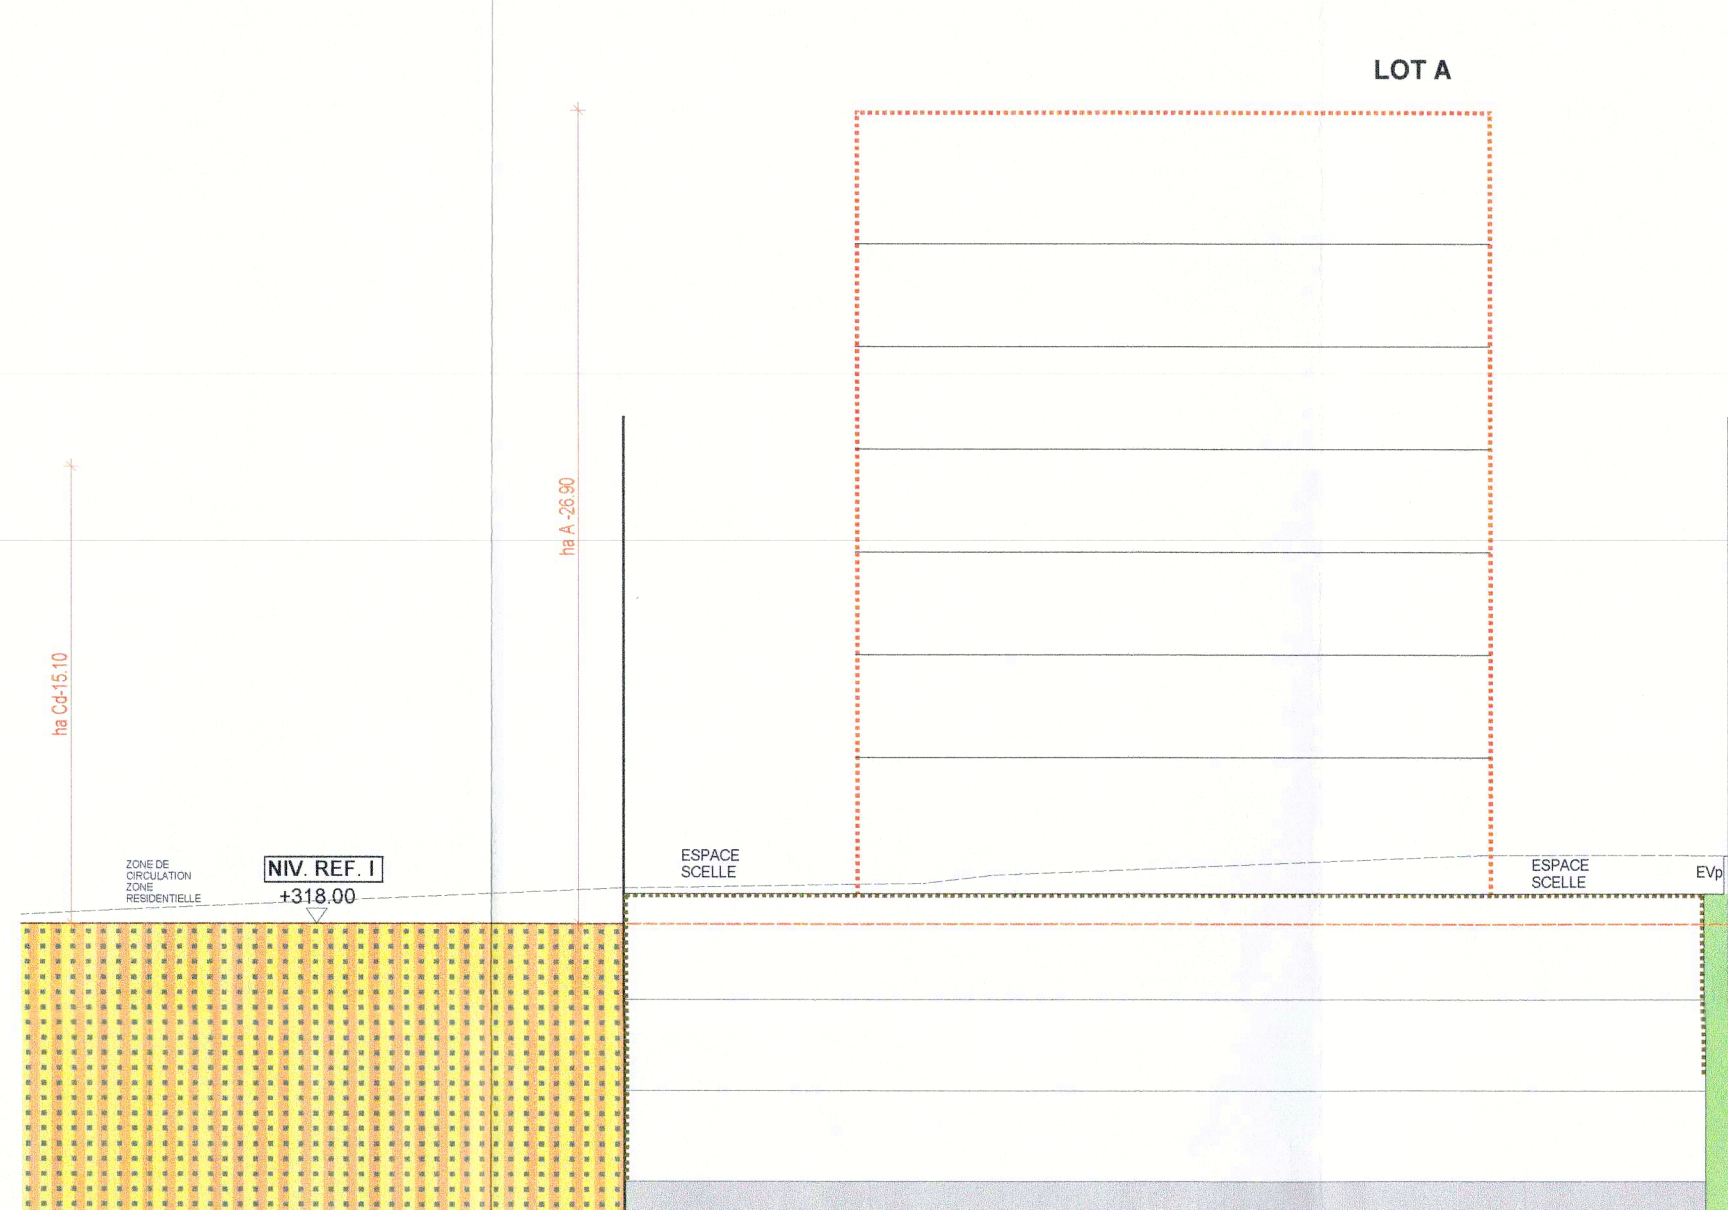 LOT A
ha A -26.90
ha Cd-15.10
ZONE DE
CIRCULATION
ZONE
RESIDENTIELLE
NIV. REF. I
+318.00
ESPACE
SCELLE
ESPACE
SCELLE
EVp